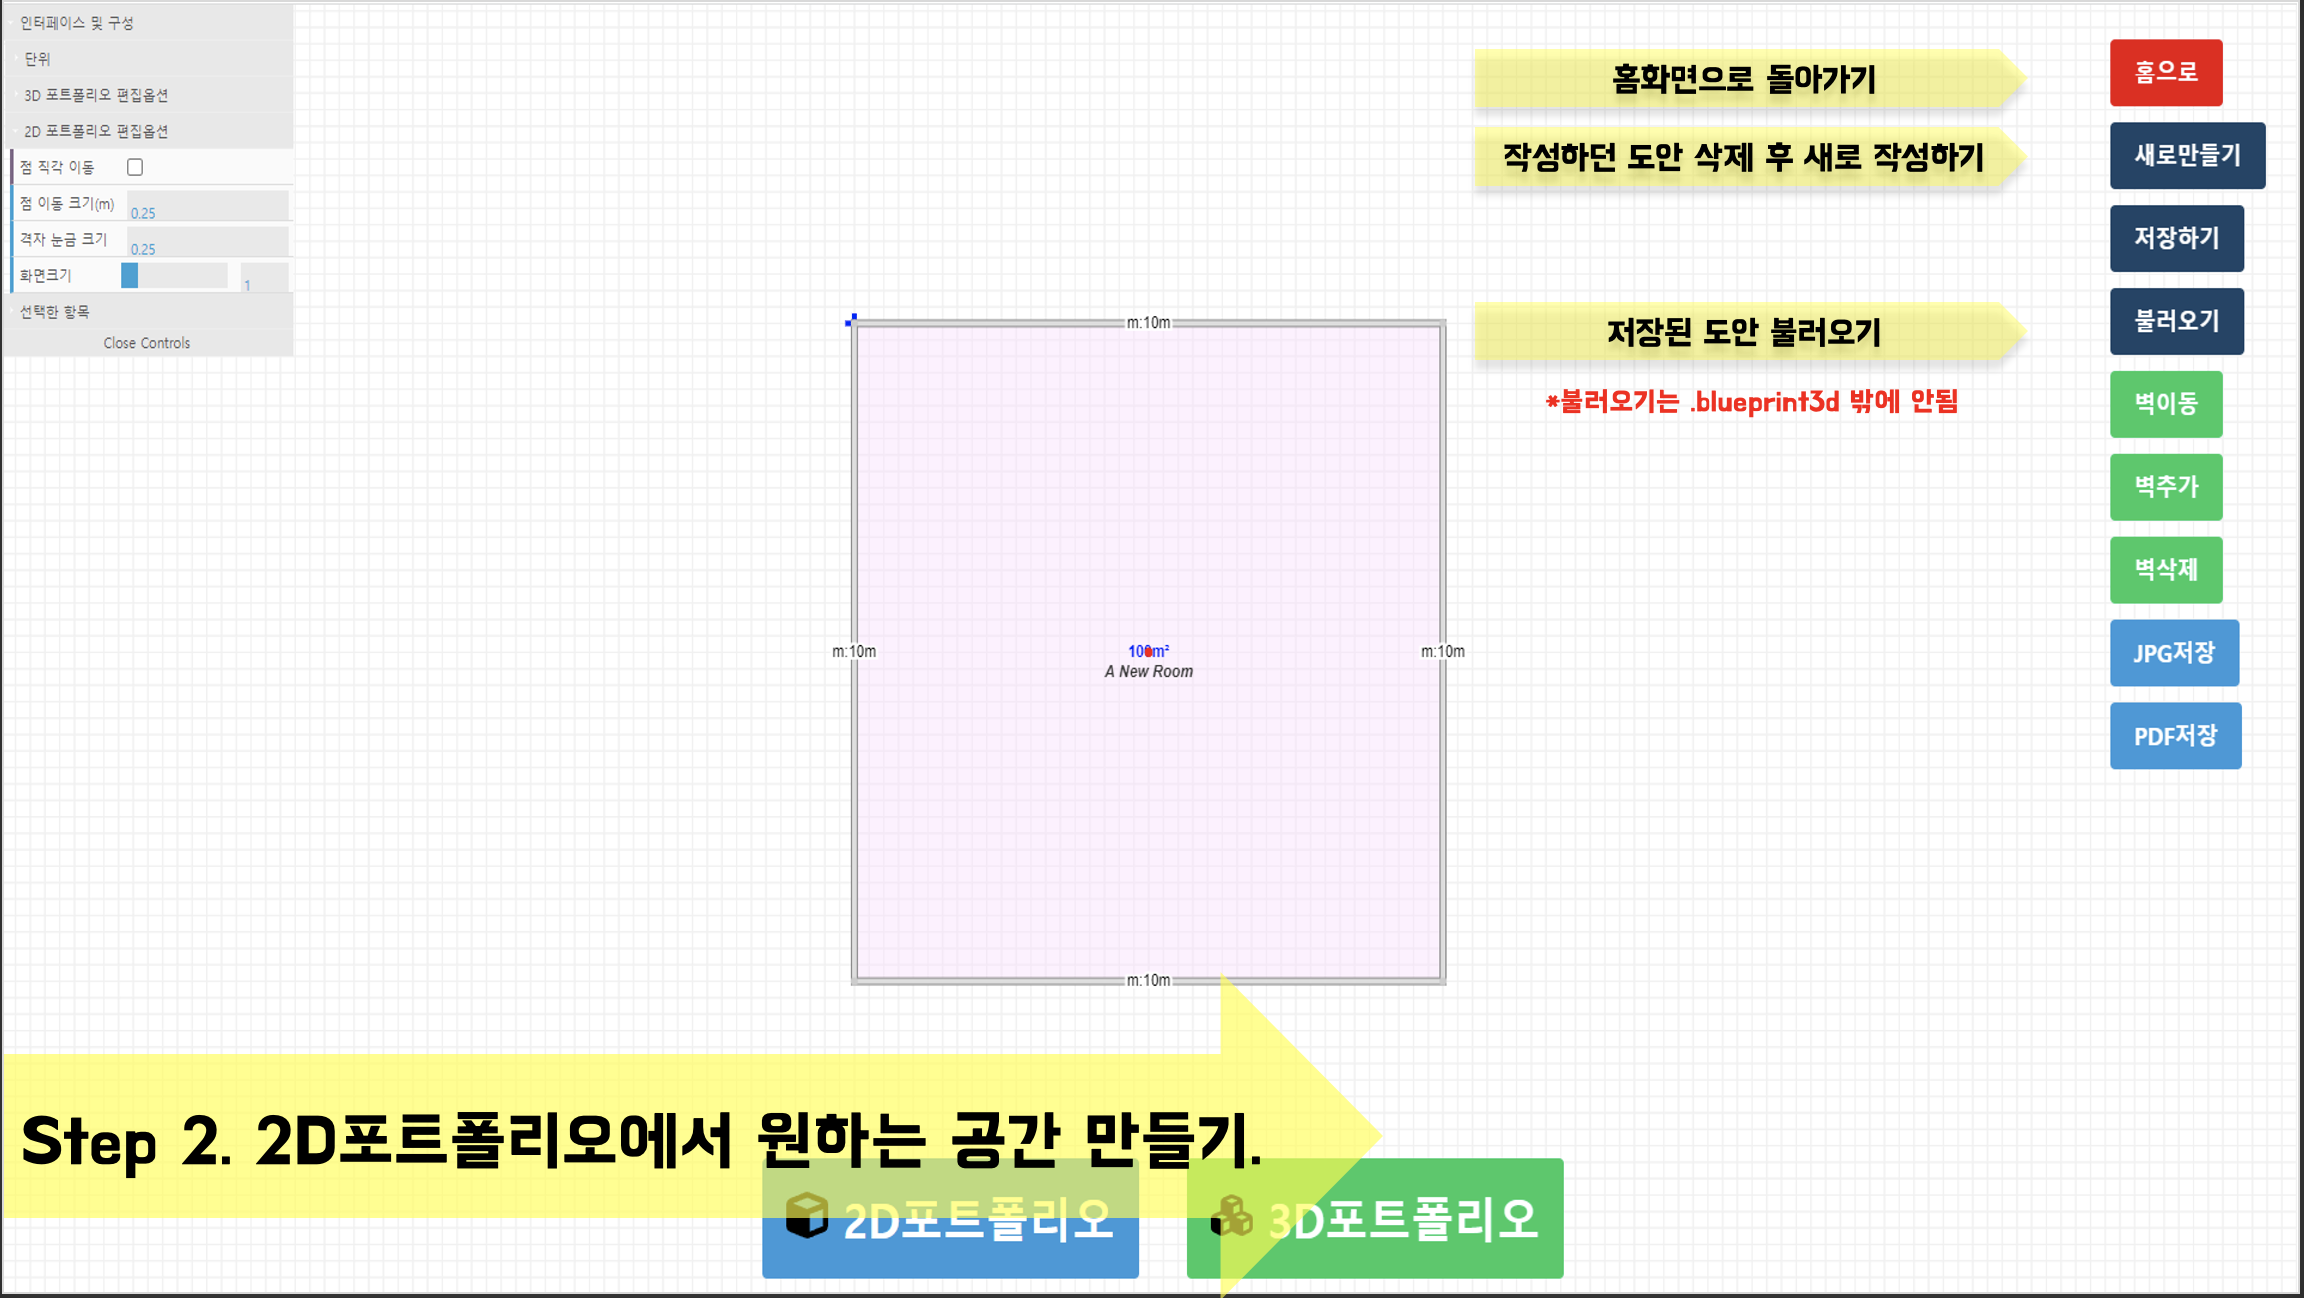 인터페이스 및 구성
단위
3D 포트폴리오 편집옵션
2D 포트폴리오 편집옵션
점 직각 이동
점 이동 크기(m) 0.25
격자 눈금 크기 0.25
화면크기 1
선택한 항목
Close Controls
홈화면으로 돌아가기
작성하던 도안 삭제 후 새로 작성하기
저장된 도안 불러오기
*불러오기는 .blueprint3d 밖에 안됨
홈으로
새로만들기
저장하기
불러오기
벽이동
벽추가
벽삭제
JPG저장
PDF저장
m:10m
m:10m
100m²
A New Room
m:10m
m:10m
Step 2. 2D포트폴리오에서 원하는 공간 만들기.
2D포트폴리오
3D포트폴리오